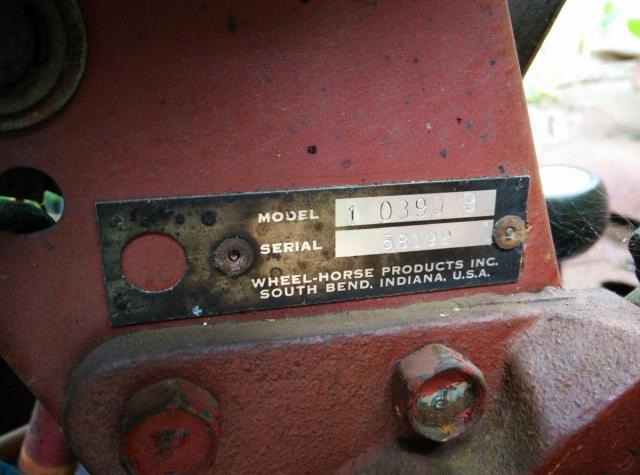 MODEL 1 0390 9
SERIAL 58192
WHEEL-HORSE PRODUCTS INC.
SOUTH BEND, INDIANA, U.S.A.